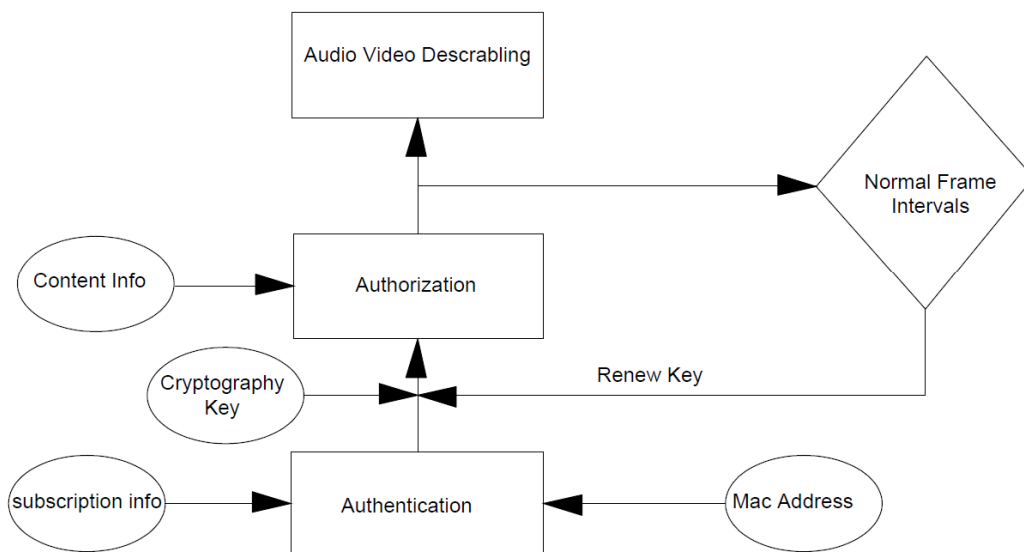 Audio Video Descrabling
Normal Frame
Intervals
Content Info
Authorization
Cryptography
Key
Renew Key
subscription info
Authentication
Mac Address